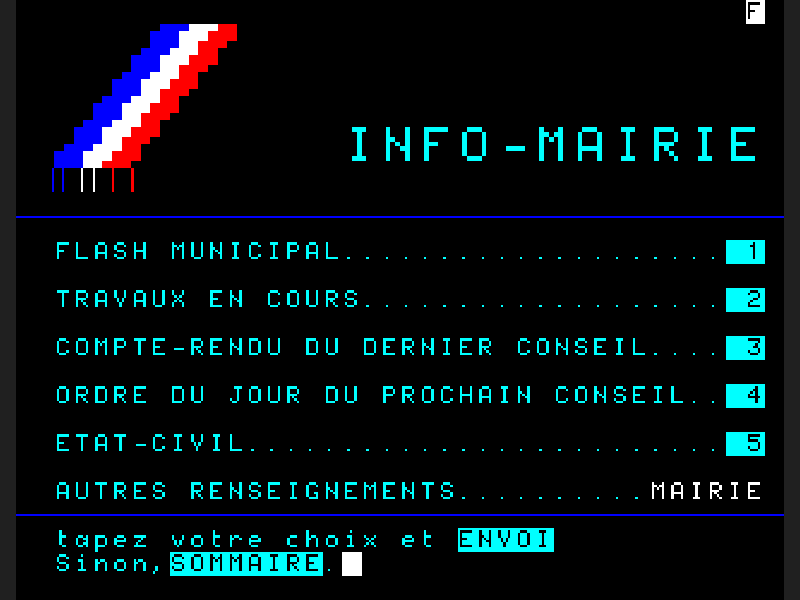 F
INFO-MAIRIE
FLASH MUNICIPAL.................... 1
TRAVAUX EN COURS................... 2
COMPTE-RENDU DU DERNIER CONSEIL.... 3
ORDRE DU JOUR DU PROCHAIN CONSEIL.. 4
ETAT-CIVIL......................... 5
AUTRES RENSEIGNEMENTS..........MAIRIE
tapez votre choix et ENVOI
Sinon,SOMMAIRE.